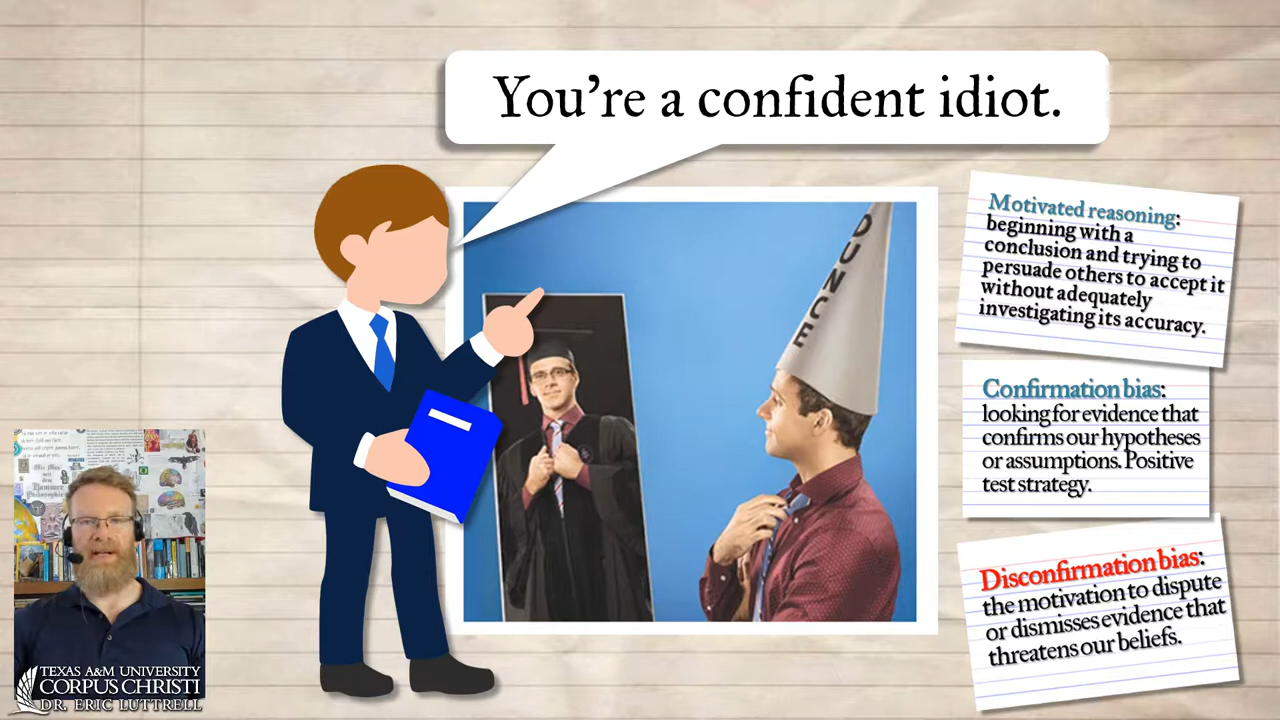 You're a confident idiot.
DUNCE
Motivated reasoning:
beginning with a
conclusion and trying to
persuade others to accept it
without adequately
investigating its accuracy.
Confirmation bias:
looking for evidence that
confirms our hypotheses
or assumptions. Positive
test strategy.
Disconfirmation bias:
the motivation to dispute
or dismisses evidence that
threatens our beliefs.
TEXAS A&M UNIVERSITY
CORPUS CHRISTI
DR. ERIC LUTTRELL